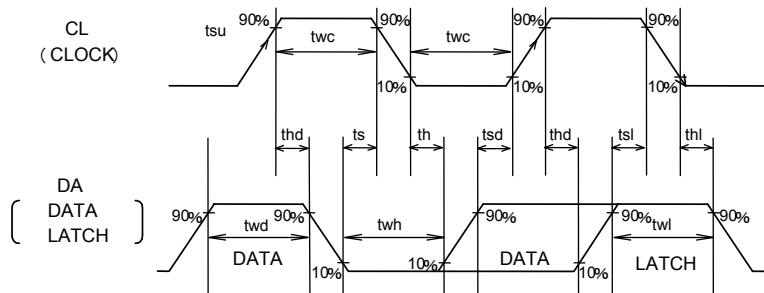 CL
( CLOCK)
tsu
90%
twc
90%
twc
90%
90%
10%
10%
10%
thd
ts
th
tsd
thd
tsl
thl
DA
DATA
LATCH
90%
twd
90%
twh
90%
90%
twl
90%
10%
10%
10%
DATA
DATA
LATCH